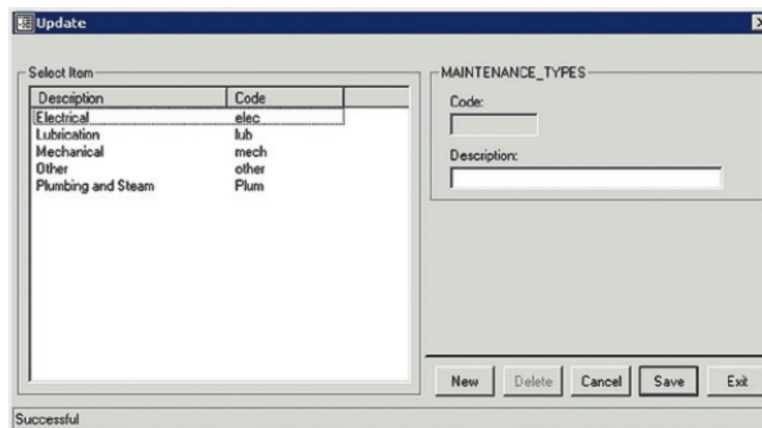 Update
Select Item
Description Code
Electrical elec
Lubrication lub
Mechanical mech
Other other
Plumbing and Steam Plum
MAINTENANCE_TYPES
Code:
Description:
New Delete Cancel Save Exit
Successful